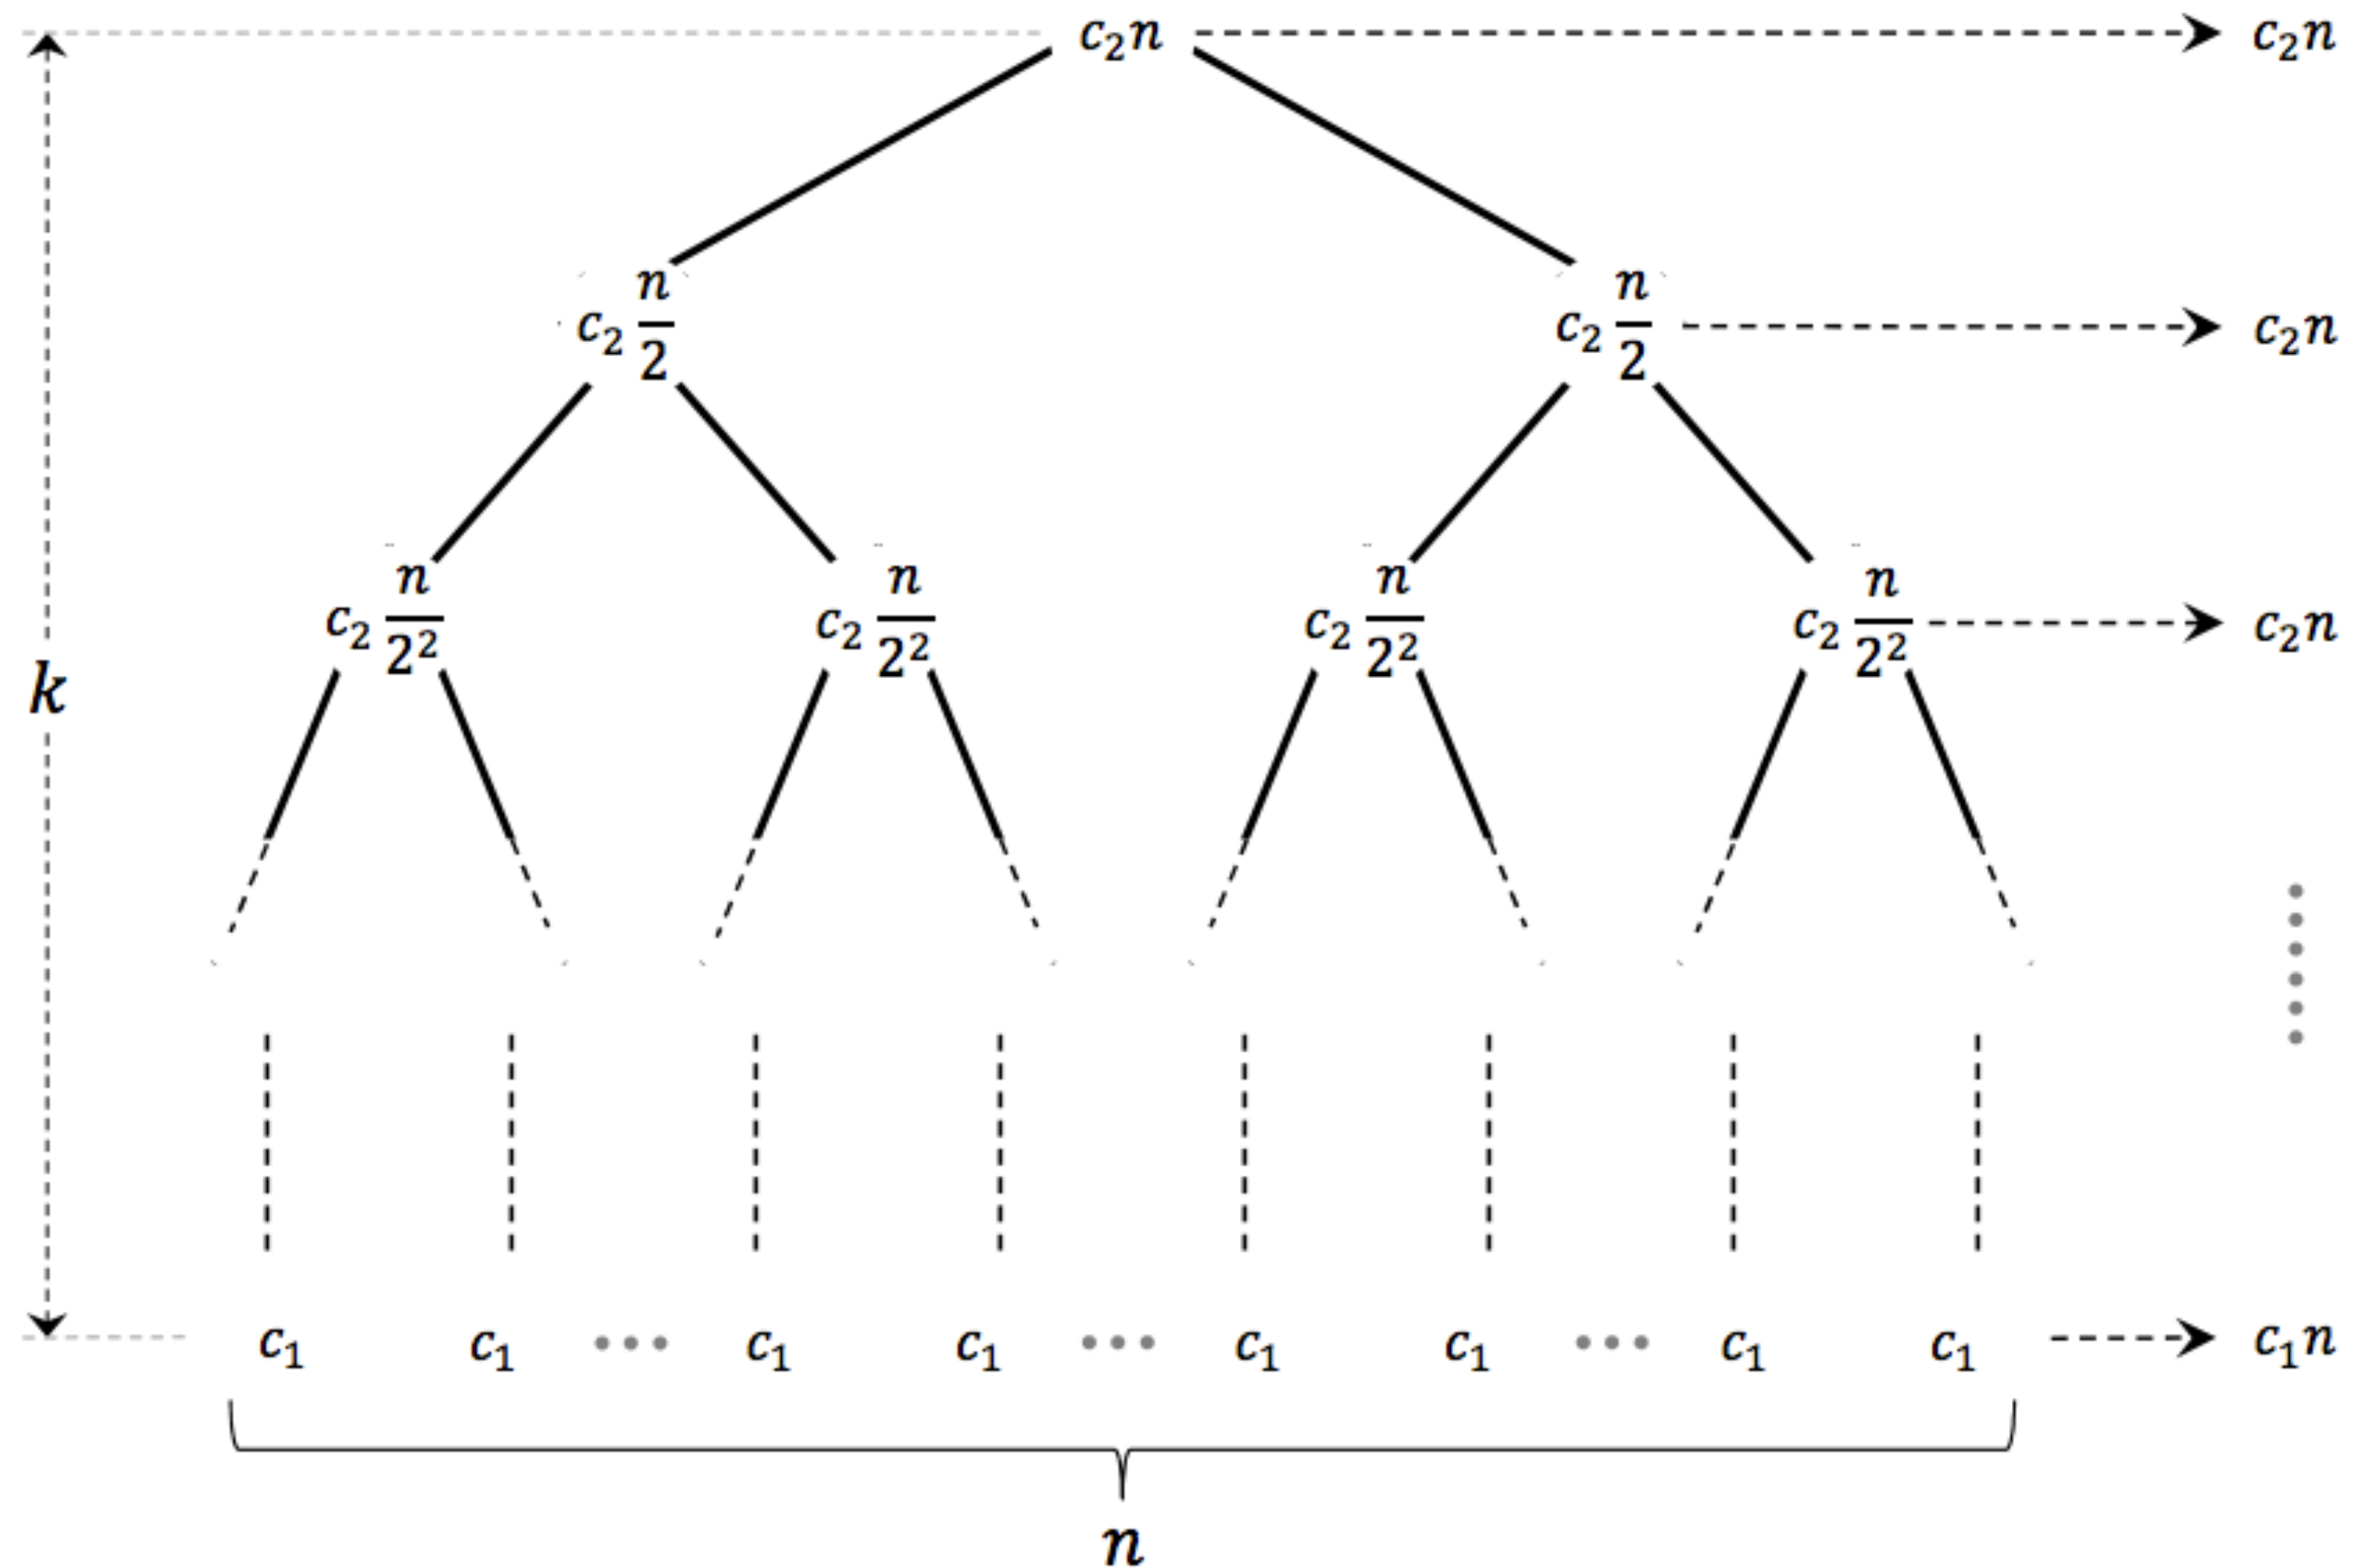 c₂n c₂n
c₂ n/2 c₂ n/2 c₂n
c₂ n/2² c₂ n/2² c₂ n/2² c₂ n/2² c₂n
k
c₁ c₁ ••• c₁ c₁ ••• c₁ c₁ ••• c₁ c₁ c₁n
n